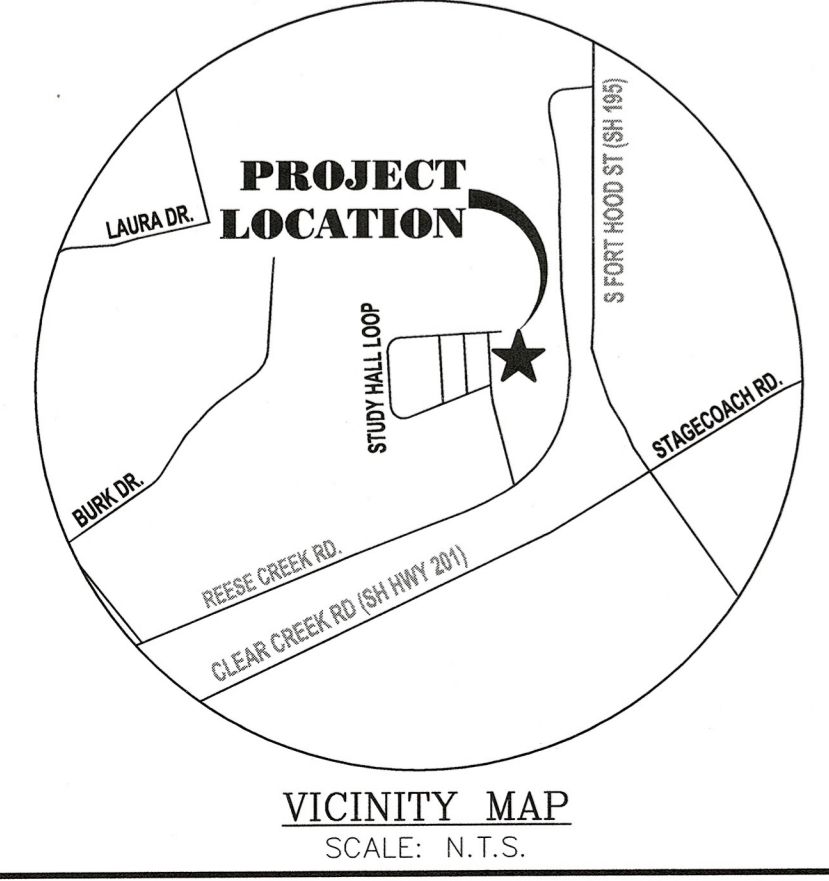 S FORT HOOD ST (SH 195)
PROJECT
LOCATION
LAURA DR.
STUDY HALL LOOP
STAGECOACH RD.
BURK DR.
REESE CREEK RD.
CLEAR CREEK RD (SH HWY 201)
VICINITY MAP
SCALE: N.T.S.